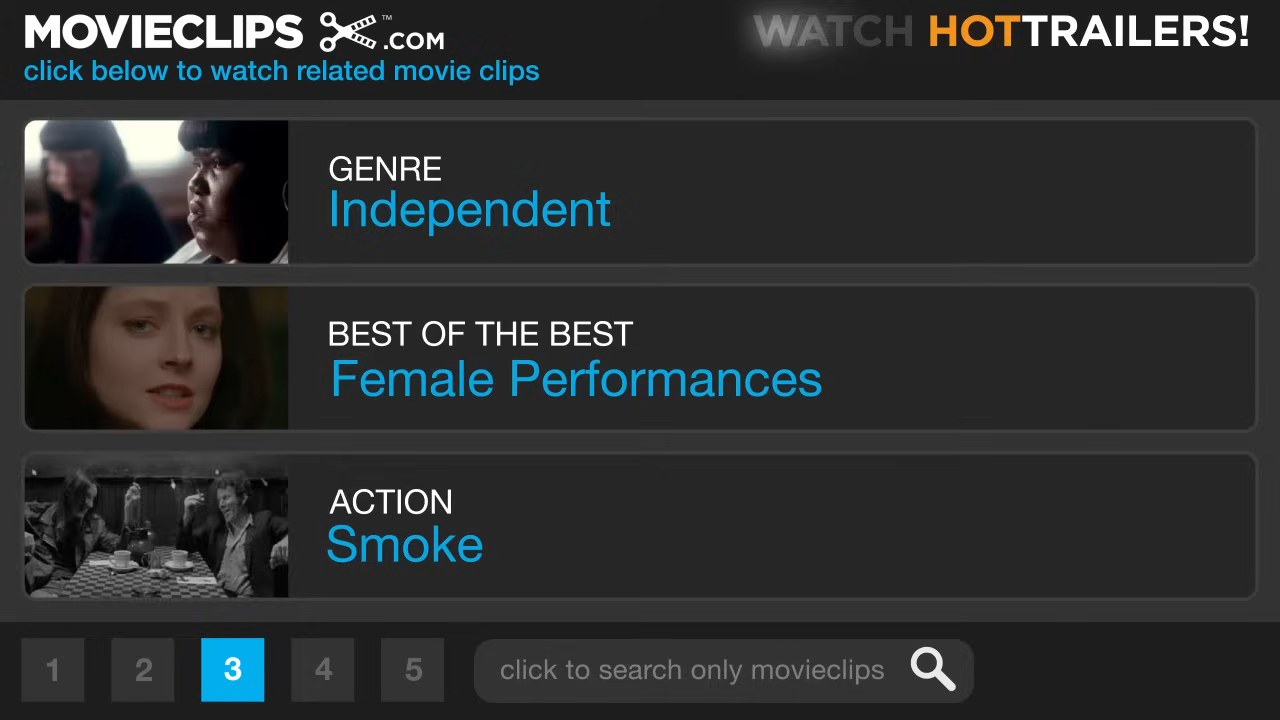 MOVIECLIPS ™ .COM
WATCH HOTTRAILERS!
click below to watch related movie clips
GENRE
Independent
BEST OF THE BEST
Female Performances
ACTION
Smoke
1 2 3 4 5 click to search only movieclips